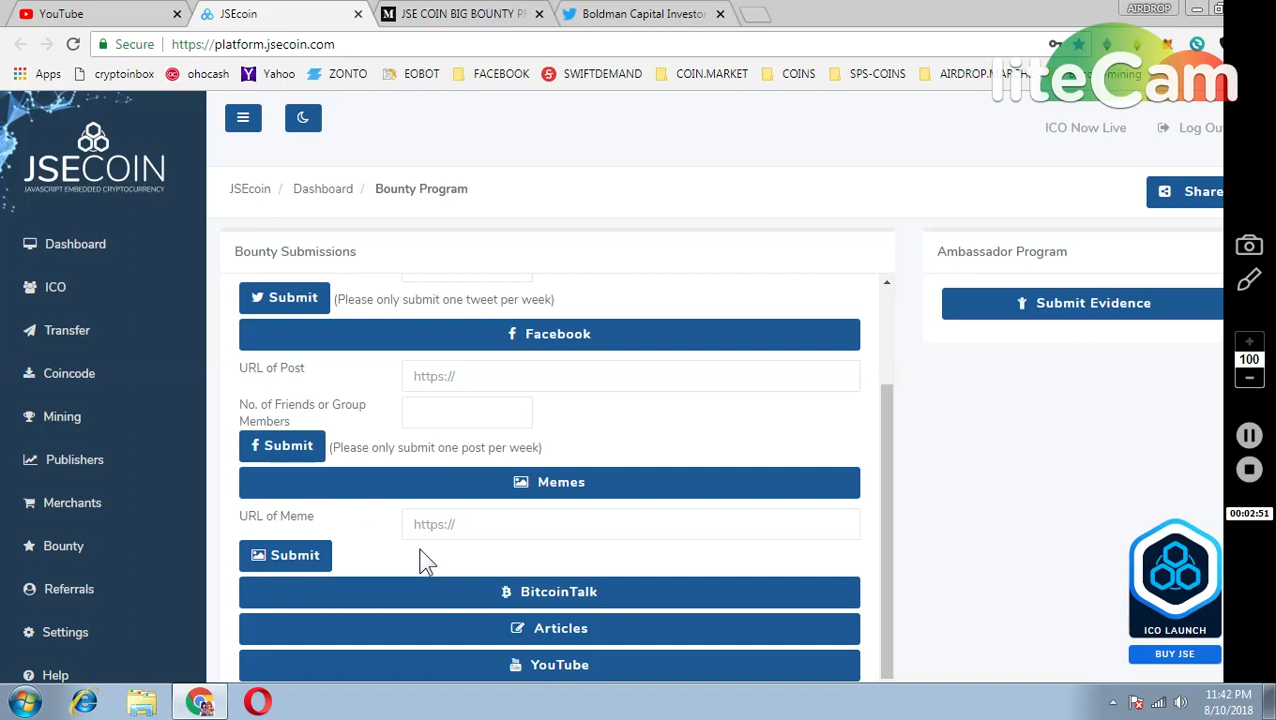 YouTube
JSEcoin
JSE COIN BIG BOUNTY
Boldman Capital Investor
AIRDROP
Secure
https://platform.jsecoin.com
Apps
cryptoinbox
ohocash
Yahoo
ZONTO
EOBOT
FACEBOOK
SWIFTDEMAND
COIN.MARKET
COINS
SPS-COINS
liteCam
JSECOIN
JAVASCRIPT EMBEDDED CRYPTOCURRENCY
ICO Now Live
JSEcoin / Dashboard / Bounty Program
Share
Dashboard
ICO
Transfer
Coincode
Mining
Publishers
Merchants
Bounty
Referrals
Settings
Help
Bounty Submissions
Submit (Please only submit one tweet per week)
Facebook
URL of Post
https://
No. of Friends or Group
Members
Submit (Please only submit one post per week)
Memes
URL of Meme
https://
Submit
BitcoinTalk
Articles
YouTube
Ambassador Program
Submit Evidence
ICO LAUNCH
BUY JSE
100
00:02:51
11:42 PM
8/10/2018